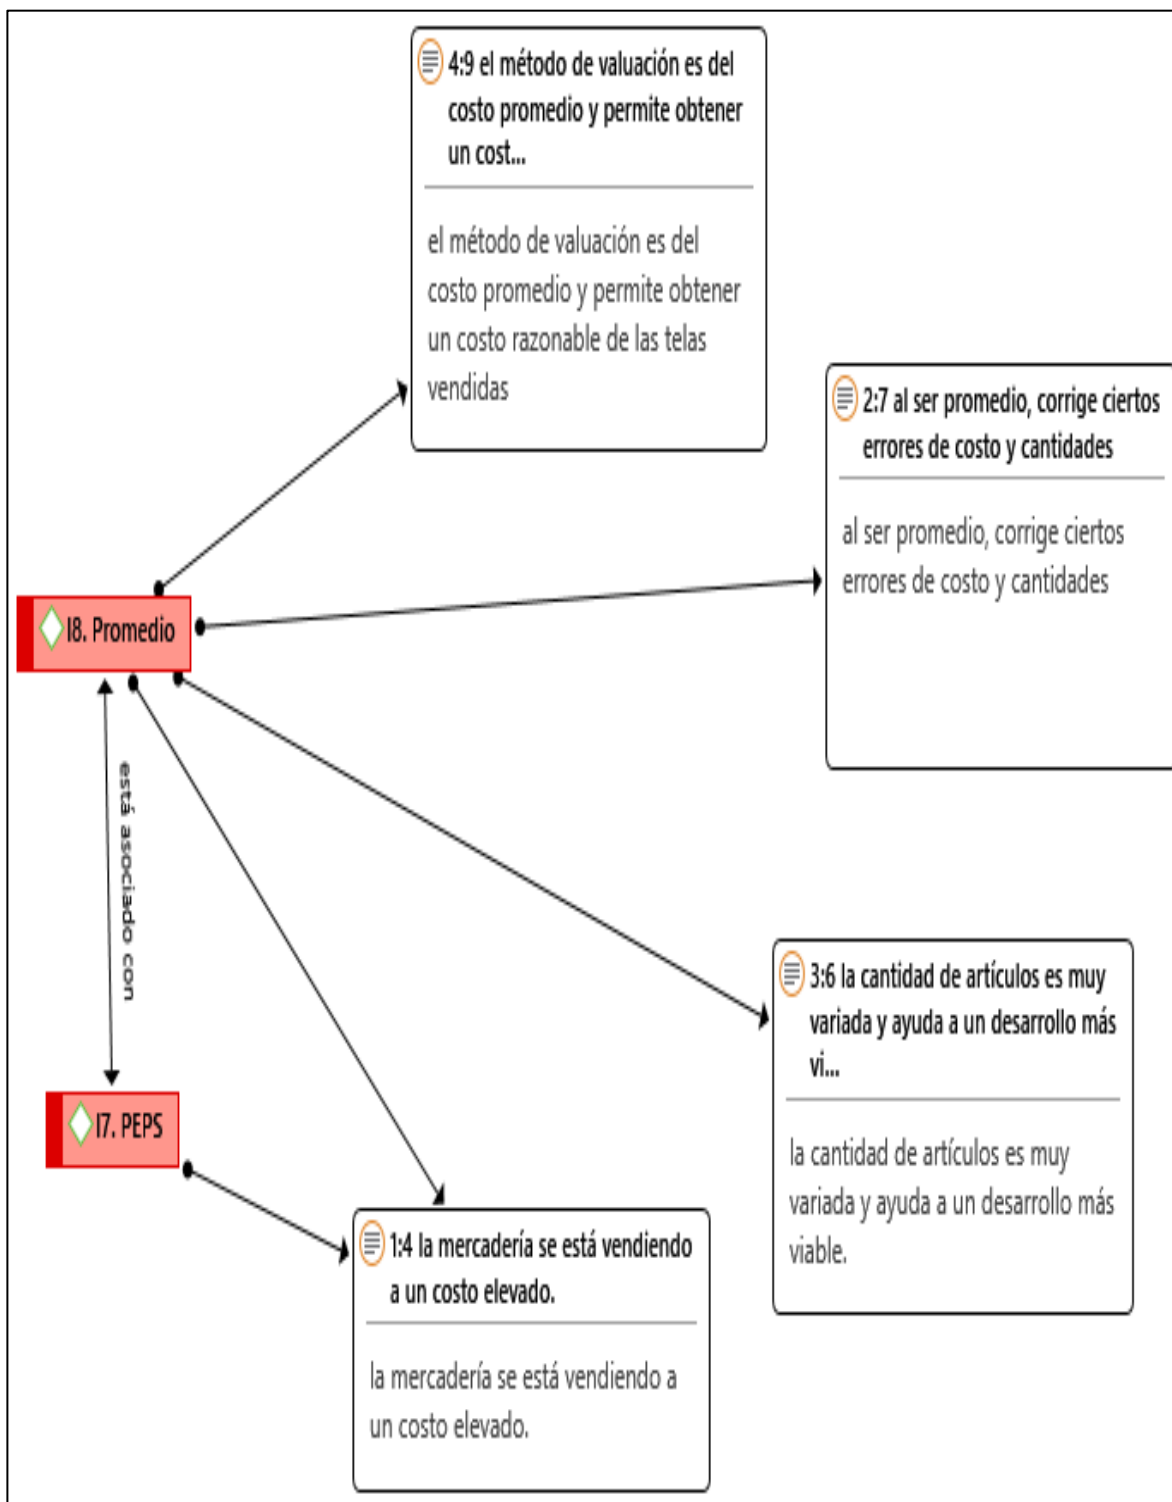 4:9 el método de valuación es del
costo promedio y permite obtener
un cost...
el método de valuación es del
costo promedio y permite obtener
un costo razonable de las telas
vendidas
2:7 al ser promedio, corrige ciertos
errores de costo y cantidades
al ser promedio, corrige ciertos
errores de costo y cantidades
I8. Promedio
está asociado con
3:6 la cantidad de artículos es muy
variada y ayuda a un desarrollo más
vi...
la cantidad de artículos es muy
variada y ayuda a un desarrollo más
viable.
I7. PEPS
1:4 la mercadería se está vendiendo
a un costo elevado.
la mercadería se está vendiendo a
un costo elevado.